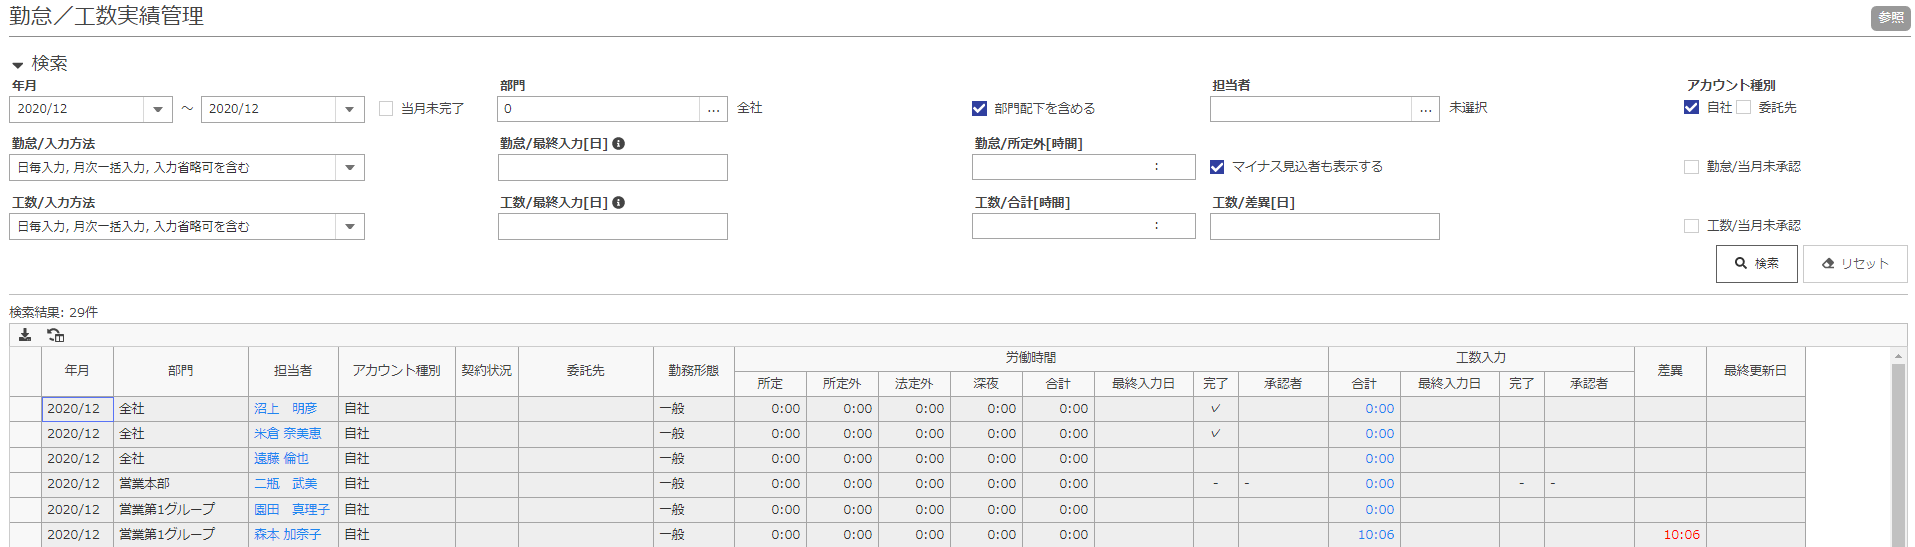 勤怠／工数実績管理 参照
検索
年月 部門 担当者 アカウント種別
2020/12 ～ 2020/12 当月未完了 0 ... 全社 部門配下を含める ... 未選択 自社 委託先
勤怠/入力方法 勤怠/最終入力[日] 勤怠/所定外[時間]
日毎入力, 月次一括入力, 入力省略可を含む : マイナス見込者も表示する 勤怠/当月未承認
工数/入力方法 工数/最終入力[日] 工数/合計[時間] 工数/差異[日]
日毎入力, 月次一括入力, 入力省略可を含む : 工数/当月未承認
検索 リセット
検索結果: 29件
労働時間 工数入力
年月 部門 担当者 アカウント種別 契約状況 委託先 勤務形態 差異 最終更新日
所定 所定外 法定外 深夜 合計 最終入力日 完了 承認者 合計 最終入力日 完了 承認者
2020/12 全社 沼上　明彦 自社 一般 0:00 0:00 0:00 0:00 0:00 ✓ 0:00
2020/12 全社 米倉 奈美恵 自社 一般 0:00 0:00 0:00 0:00 0:00 ✓ 0:00
2020/12 全社 遠藤 倫也 自社 一般 0:00 0:00 0:00 0:00 0:00 0:00
2020/12 営業本部 二瓶　武美 自社 一般 0:00 0:00 0:00 0:00 0:00 - - 0:00 - -
2020/12 営業第1グループ 園田　真理子 自社 一般 0:00 0:00 0:00 0:00 0:00 0:00
2020/12 営業第1グループ 森本 加奈子 自社 一般 0:00 0:00 0:00 0:00 0:00 10:06 10:06